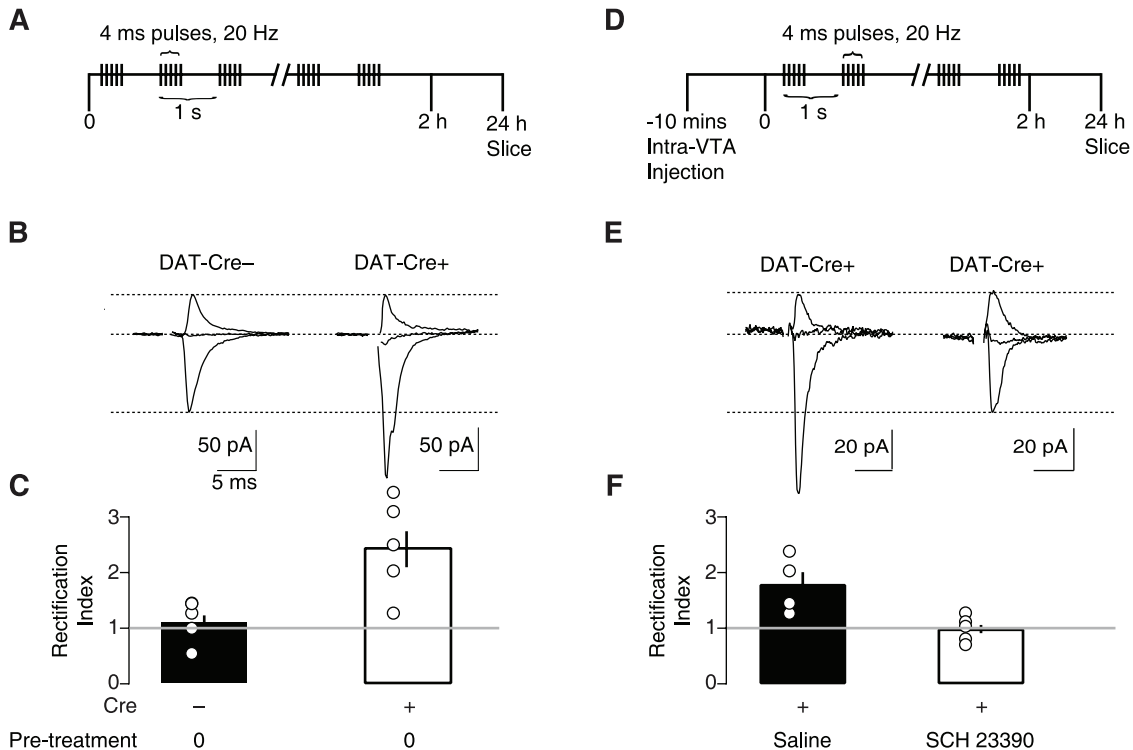 A
4 ms pulses, 20 Hz
1 s
0
2 h
24 h
Slice
D
4 ms pulses, 20 Hz
1 s
-10 mins
Intra-VTA
Injection
0
2 h
24 h
Slice
B
DAT-Cre–
DAT-Cre+
50 pA
5 ms
50 pA
E
DAT-Cre+
DAT-Cre+
20 pA
20 pA
C
Rectification
Index
3
2
1
0
Cre
–
+
Pre-treatment
0
0
F
Rectification
Index
3
2
1
0
+
+
Saline
SCH 23390